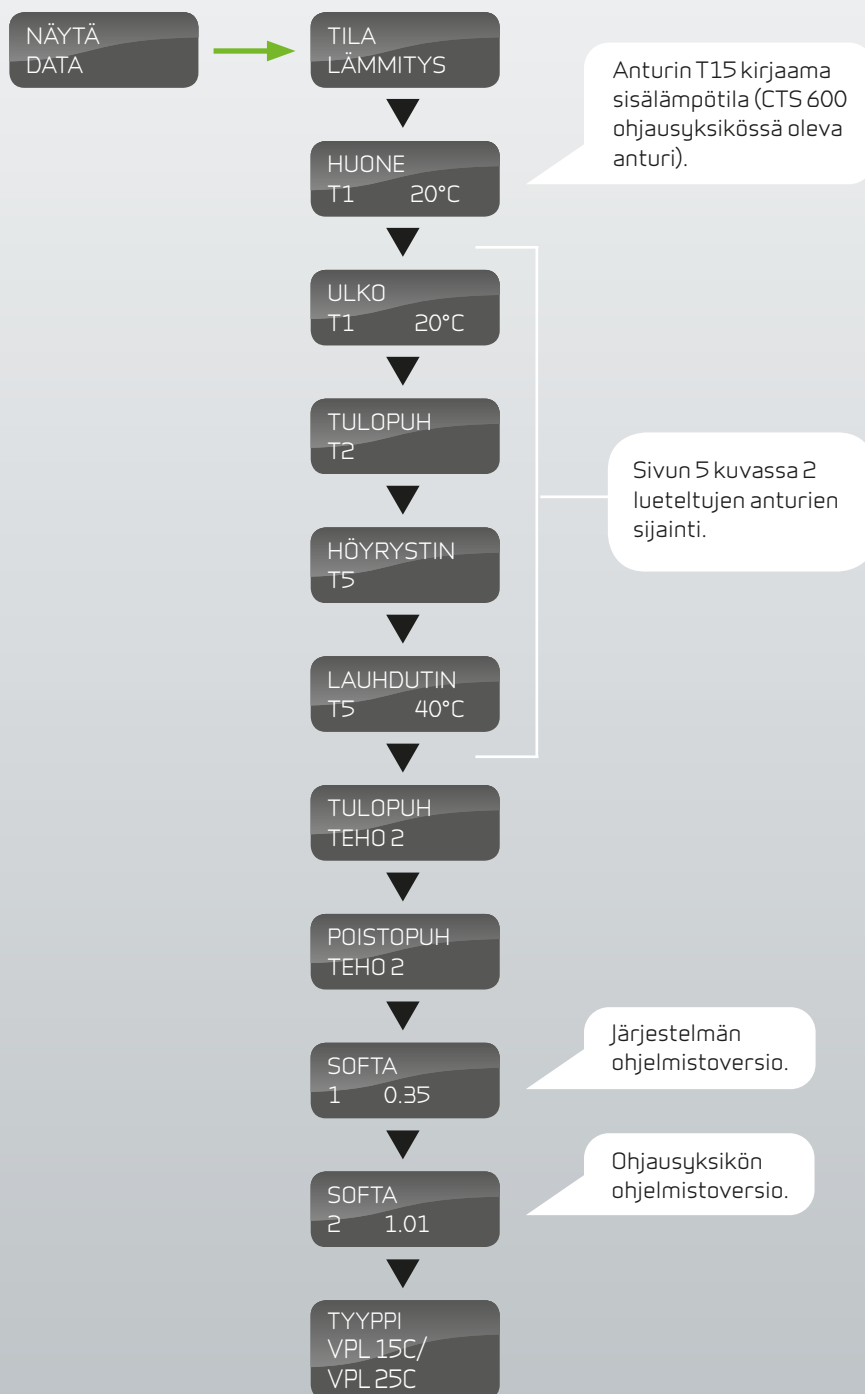 NÄYTÄ
DATA
TILA
LÄMMITYS
Anturin T15 kirjaama
sisälämpötila (CTS 600
ohjausyksikössä oleva
anturi).
HUONE
T1 20°C
ULKO
T1 20°C
TULOPUH
T2
Sivun 5 kuvassa 2
lueteltujen anturien
sijainti.
HÖYRYSTIN
T5
LAUHDUTIN
T5 40°C
TULOPUH
TEHO 2
POISTOPUH
TEHO 2
Järjestelmän
ohjelmistoversio.
SOFTA
1 0.35
Ohjausyksikön
ohjelmistoversio.
SOFTA
2 1.01
TYYPPI
VPL 15C/
VPL 25C